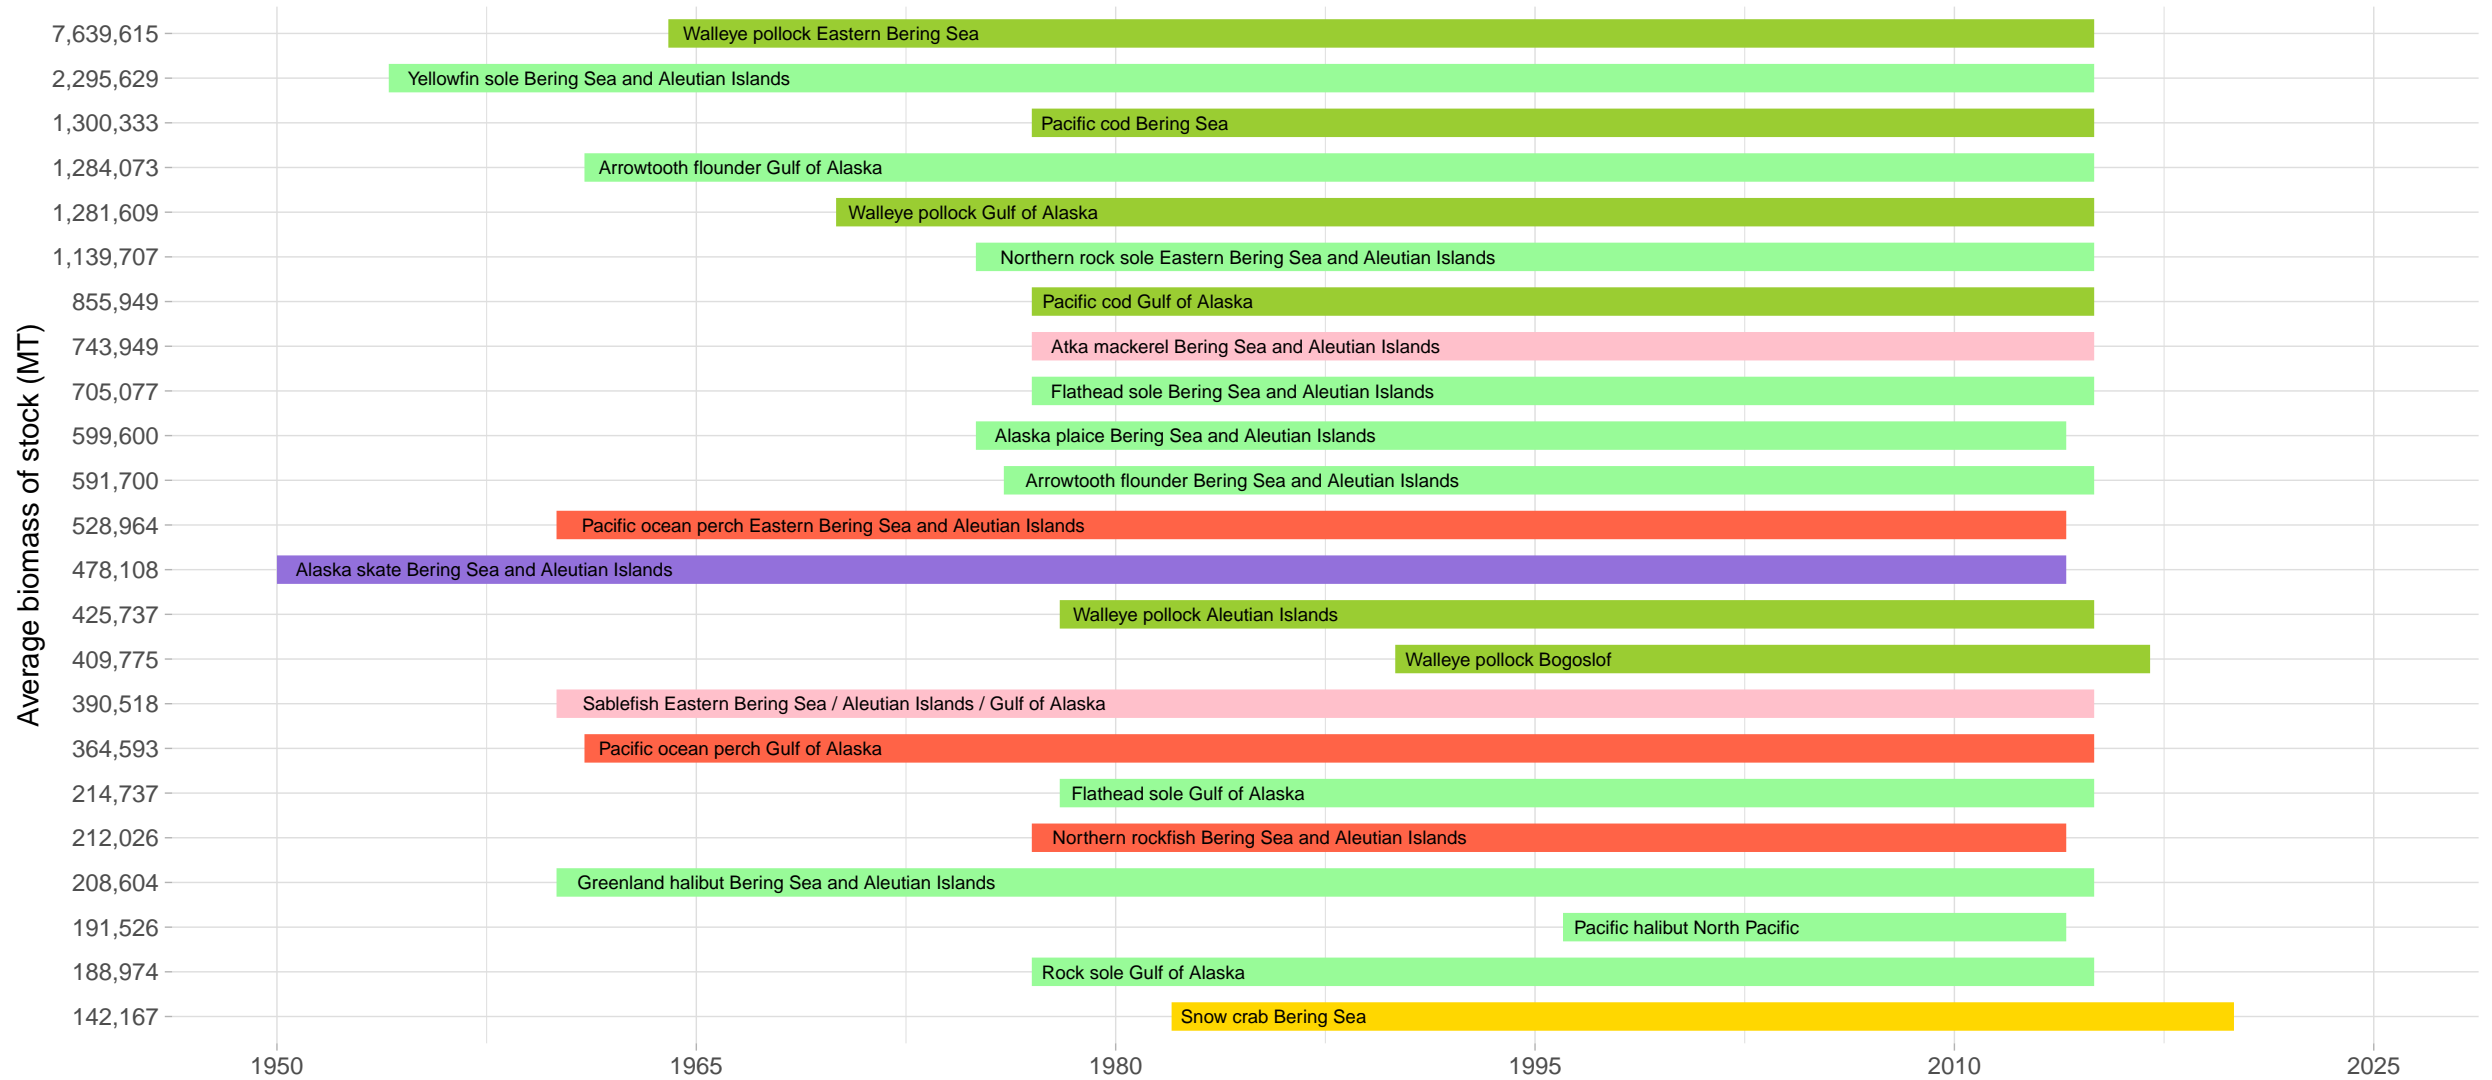 Average biomass of stock (MT)
7,639,615 Walleye pollock Eastern Bering Sea
2,295,629 Yellowfin sole Bering Sea and Aleutian Islands
1,300,333 Pacific cod Bering Sea
1,284,073 Arrowtooth flounder Gulf of Alaska
1,281,609 Walleye pollock Gulf of Alaska
1,139,707 Northern rock sole Eastern Bering Sea and Aleutian Islands
855,949 Pacific cod Gulf of Alaska
743,949 Atka mackerel Bering Sea and Aleutian Islands
705,077 Flathead sole Bering Sea and Aleutian Islands
599,600 Alaska plaice Bering Sea and Aleutian Islands
591,700 Arrowtooth flounder Bering Sea and Aleutian Islands
528,964 Pacific ocean perch Eastern Bering Sea and Aleutian Islands
478,108 Alaska skate Bering Sea and Aleutian Islands
425,737 Walleye pollock Aleutian Islands
409,775 Walleye pollock Bogoslof
390,518 Sablefish Eastern Bering Sea / Aleutian Islands / Gulf of Alaska
364,593 Pacific ocean perch Gulf of Alaska
214,737 Flathead sole Gulf of Alaska
212,026 Northern rockfish Bering Sea and Aleutian Islands
208,604 Greenland halibut Bering Sea and Aleutian Islands
191,526 Pacific halibut North Pacific
188,974 Rock sole Gulf of Alaska
142,167 Snow crab Bering Sea
1950 1965 1980 1995 2010 2025